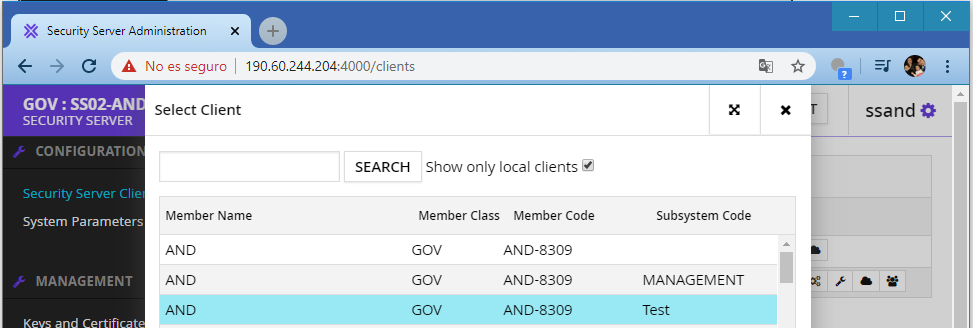 Security Server Administration
No es seguro | 190.60.244.204:4000/clients
GOV : SS02-AND
SECURITY SERVER
Select Client
T
ssand
CONFIGURATION
SEARCH
Show only local clients
Security Server Clie
System Parameters
Member Name Member Class Member Code Subsystem Code
AND GOV AND-8309
MANAGEMENT
AND GOV AND-8309 MANAGEMENT
AND GOV AND-8309 Test
Keys and Certificate